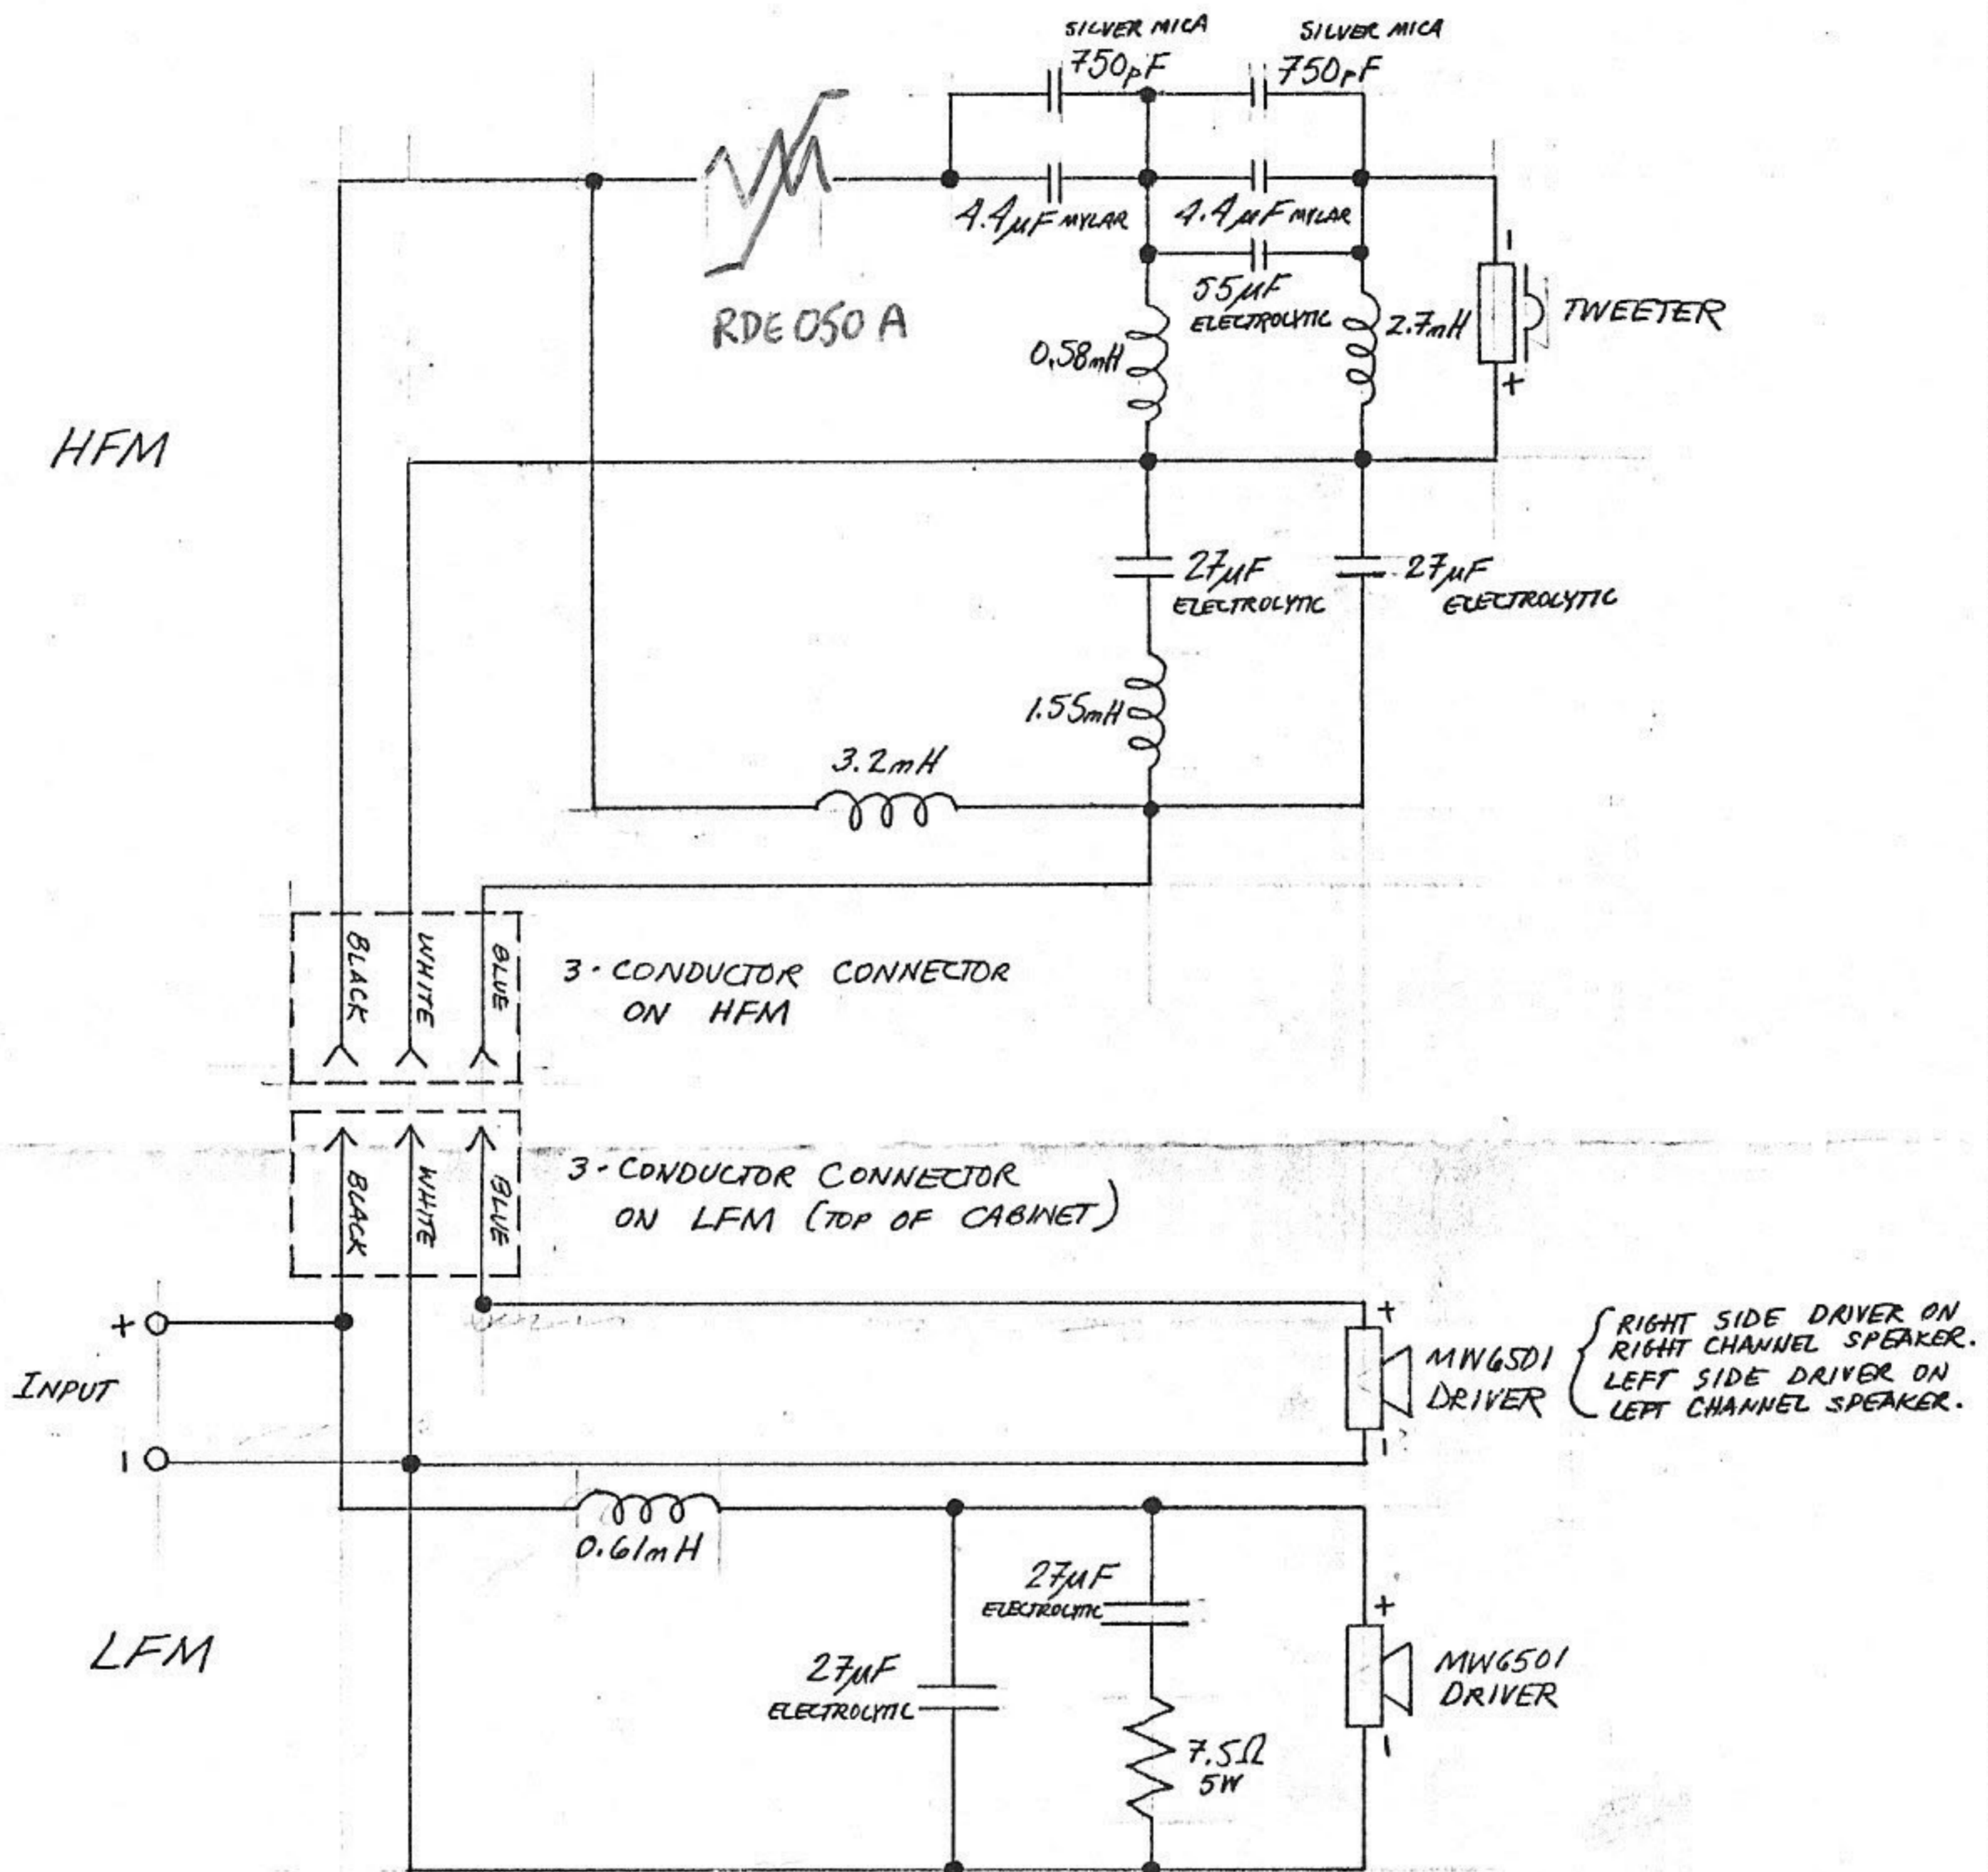 SILVER MICA
750pF
SILVER MICA
750pF
4.4µF MYLAR
4.4µF MYLAR
55µF
ELECTROLYTIC
RDE050A
0.58mH
2.7mH
-
TWEETER
+
HFM
27µF
ELECTROLYTIC
27µF
ELECTROLYTIC
1.55mH
3.2mH
BLACK
WHITE
BLUE
3-CONDUCTOR CONNECTOR
ON HFM
BLACK
WHITE
BLUE
3-CONDUCTOR CONNECTOR
ON LFM (TOP OF CABINET)
+
INPUT
-
+
MW6501
DRIVER
-
RIGHT SIDE DRIVER ON
RIGHT CHANNEL SPEAKER.
LEFT SIDE DRIVER ON
LEFT CHANNEL SPEAKER.
0.61mH
LFM
27µF
ELECTROLYTIC
27µF
ELECTROLYTIC
7.5Ω
5W
+
MW6501
DRIVER
-